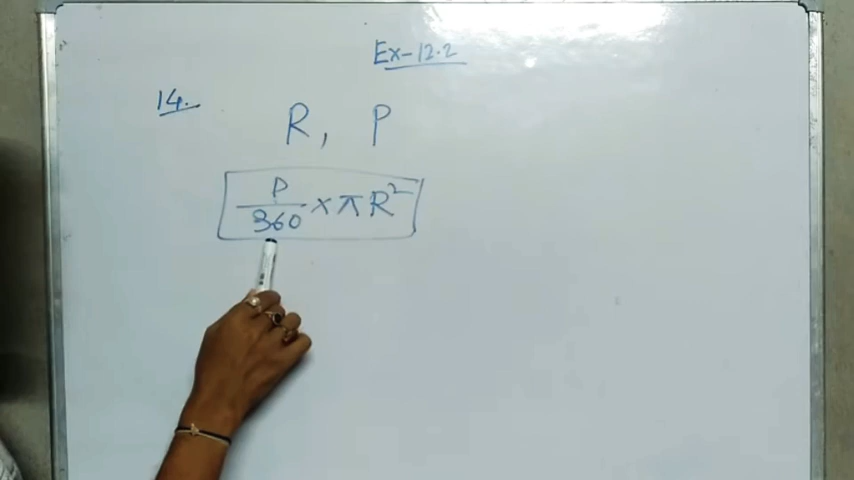 Ex-12.2
14.
R, P
P/360 × πR²